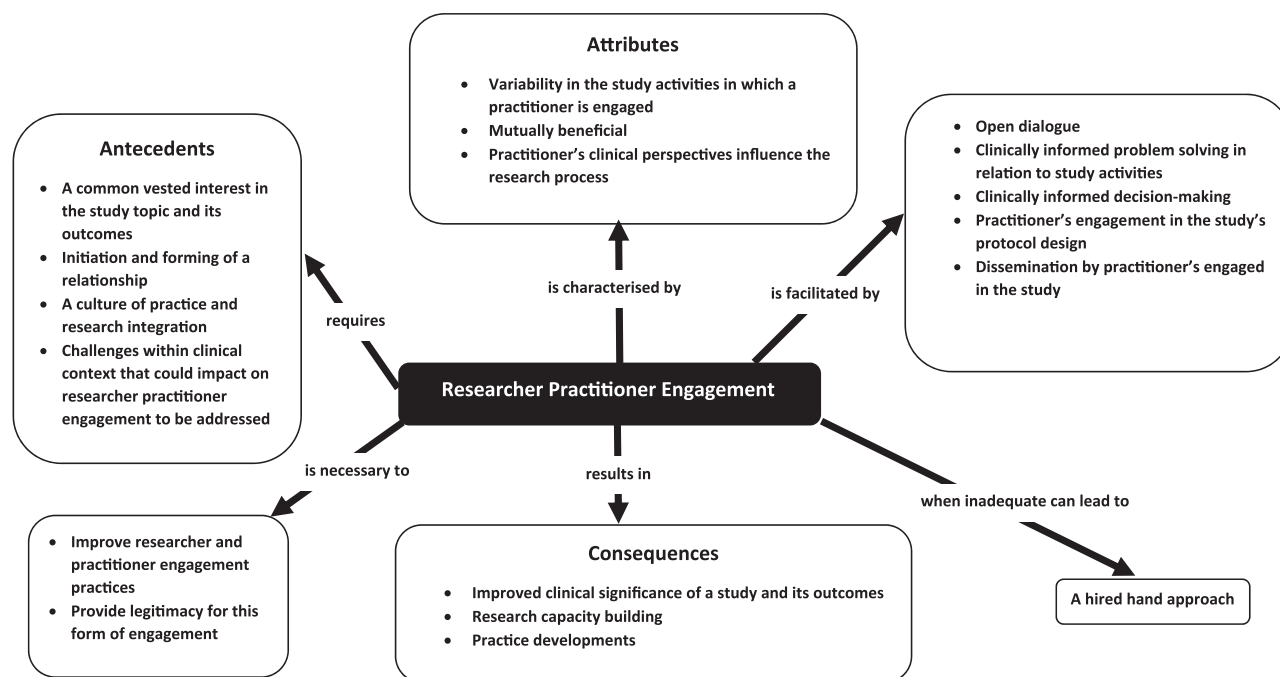 Attributes
• Variability in the study activities in which a
practitioner is engaged
• Mutually beneficial
• Practitioner's clinical perspectives influence the
research process
Antecedents
• A common vested interest in
the study topic and its
outcomes
• Initiation and forming of a
relationship
• A culture of practice and
research integration
• Challenges within clinical
context that could impact on
researcher practitioner
engagement to be addressed
• Open dialogue
• Clinically informed problem solving in
relation to study activities
• Clinically informed decision-making
• Practitioner's engagement in the study's
protocol design
• Dissemination by practitioner's engaged
in the study
requires
is characterised by
is facilitated by
Researcher Practitioner Engagement
is necessary to
results in
when inadequate can lead to
• Improve researcher and
practitioner engagement
practices
• Provide legitimacy for this
form of engagement
Consequences
• Improved clinical significance of a study and its outcomes
• Research capacity building
• Practice developments
A hired hand approach